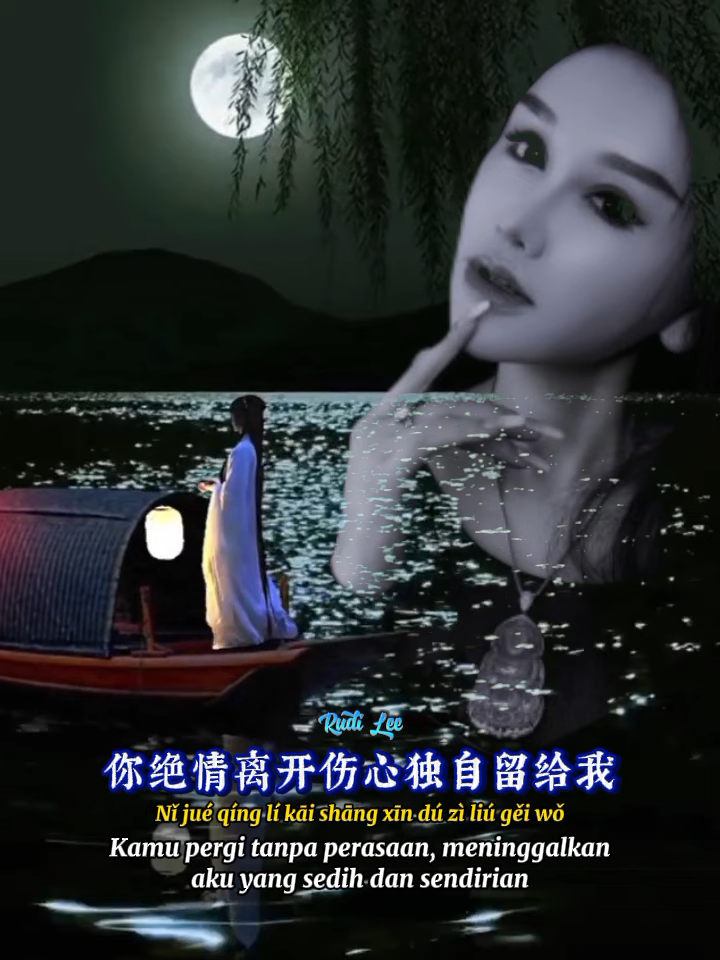 Rudi Lee
你绝情离开伤心独自留给我
Nǐ jué qíng lí kāi shāng xīn dú zì liú gěi wǒ
Kamu pergi tanpa perasaan, meninggalkan
aku yang sedih dan sendirian